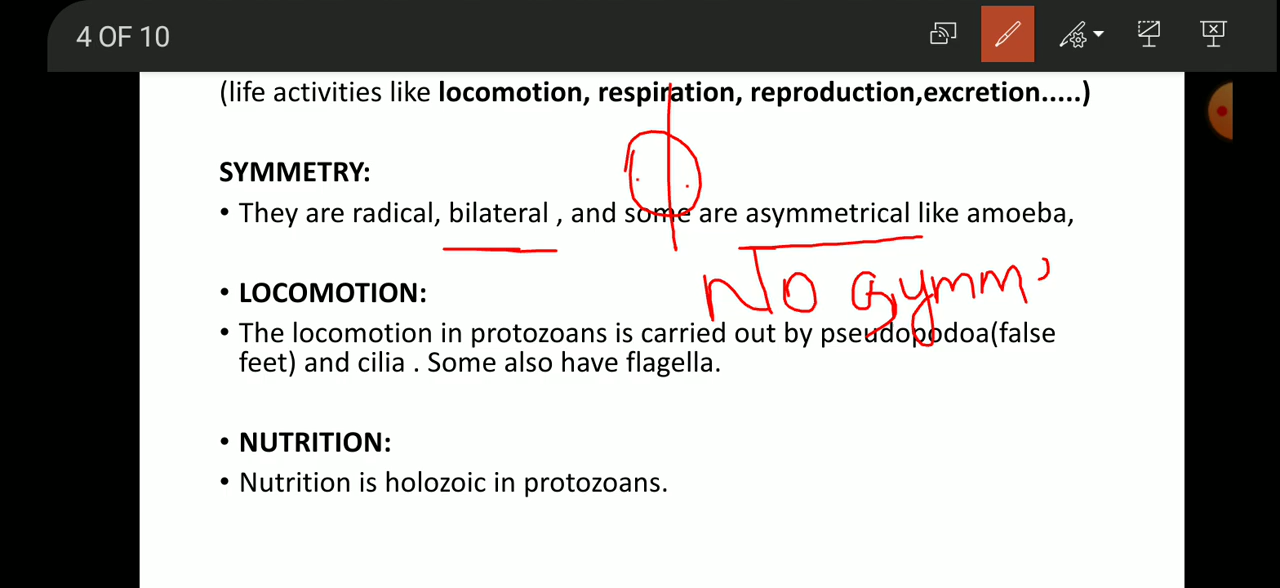 4 OF 10
(life activities like locomotion, respiration, reproduction,excretion.....)
SYMMETRY:
• They are radical, bilateral , and some are asymmetrical like amoeba,
No Symm
• LOCOMOTION:
• The locomotion in protozoans is carried out by pseudopodoa(false
feet) and cilia . Some also have flagella.
• NUTRITION:
• Nutrition is holozoic in protozoans.